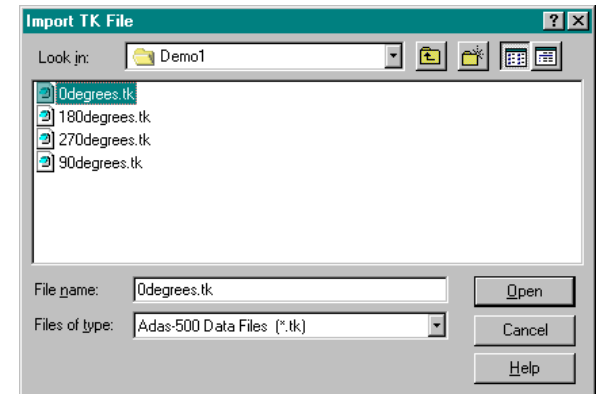 Import TK File
Look in: Demo1
0degrees.tk
180degrees.tk
270degrees.tk
90degrees.tk
File name: 0degrees.tk Open
Files of type: Adas-500 Data Files (*.tk) Cancel
Help